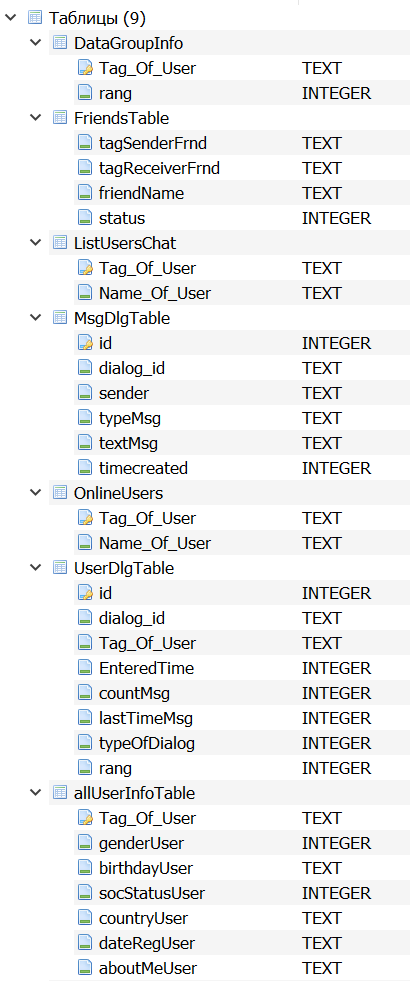 Таблицы (9)
DataGroupInfo
Tag_Of_User TEXT
rang INTEGER
FriendsTable
tagSenderFrnd TEXT
tagReceiverFrnd TEXT
friendName TEXT
status INTEGER
ListUsersChat
Tag_Of_User TEXT
Name_Of_User TEXT
MsgDlgTable
id INTEGER
dialog_id TEXT
sender TEXT
typeMsg TEXT
textMsg TEXT
timecreated INTEGER
OnlineUsers
Tag_Of_User TEXT
Name_Of_User TEXT
UserDlgTable
id INTEGER
dialog_id TEXT
Tag_Of_User TEXT
EnteredTime INTEGER
countMsg INTEGER
lastTimeMsg INTEGER
typeOfDialog INTEGER
rang INTEGER
allUserInfoTable
Tag_Of_User TEXT
genderUser INTEGER
birthdayUser TEXT
socStatusUser INTEGER
countryUser TEXT
dateRegUser TEXT
aboutMeUser TEXT